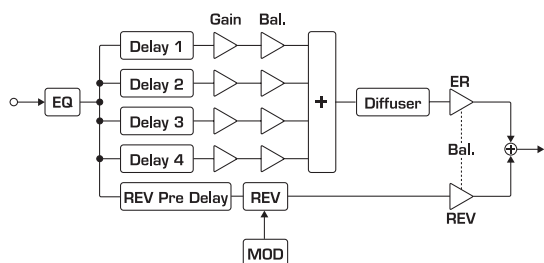 Gain Bal.
Delay 1
Delay 2
ER
EQ
+
Diffuser
Delay 3
Bal.
+
Delay 4
REV Pre Delay REV
REV
MOD